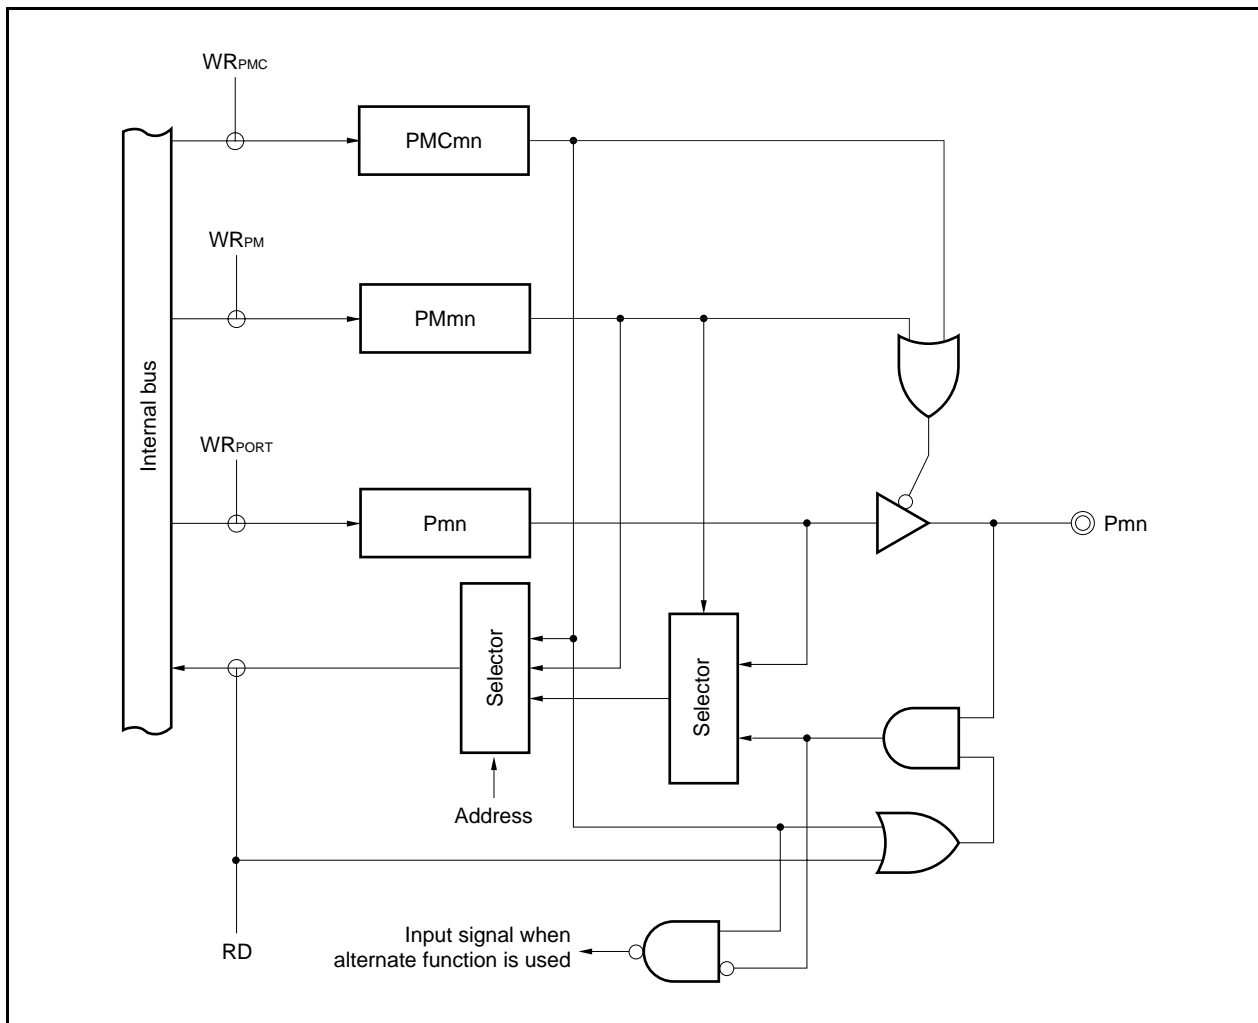 WRPMC
PMCmn
WRPM
PMmn
Internal bus
WRPORT
Pmn
Pmn
Selector
Selector
Address
RD
Input signal when
alternate function is used